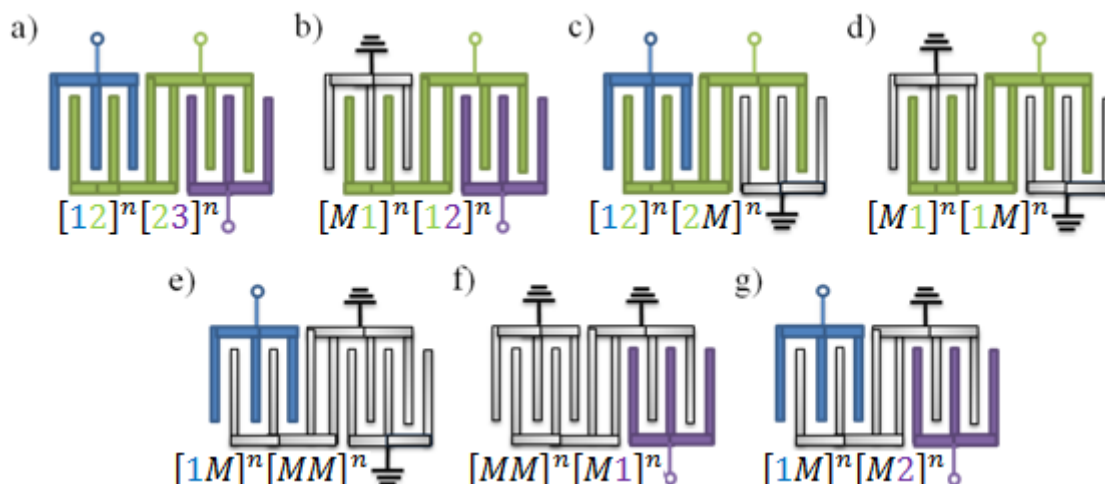 a) b) c) d)
[12]ⁿ[23]ⁿ [M1]ⁿ[12]ⁿ [12]ⁿ[2M]ⁿ [M1]ⁿ[1M]ⁿ
e) f) g)
[1M]ⁿ[MM]ⁿ [MM]ⁿ[M1]ⁿ [1M]ⁿ[M2]ⁿ